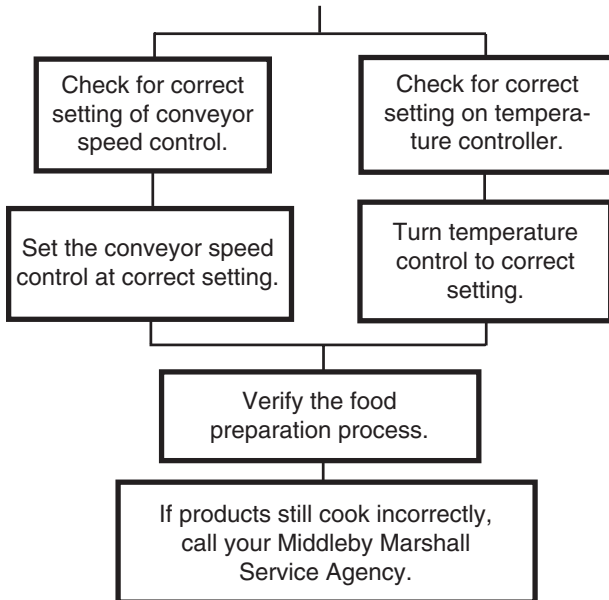 Check for correct
setting of conveyor
speed control.
Check for correct
setting on tempera-
ture controller.
Set the conveyor speed
control at correct setting.
Turn temperature
control to correct
setting.
Verify the food
preparation process.
If products still cook incorrectly,
call your Middleby Marshall
Service Agency.